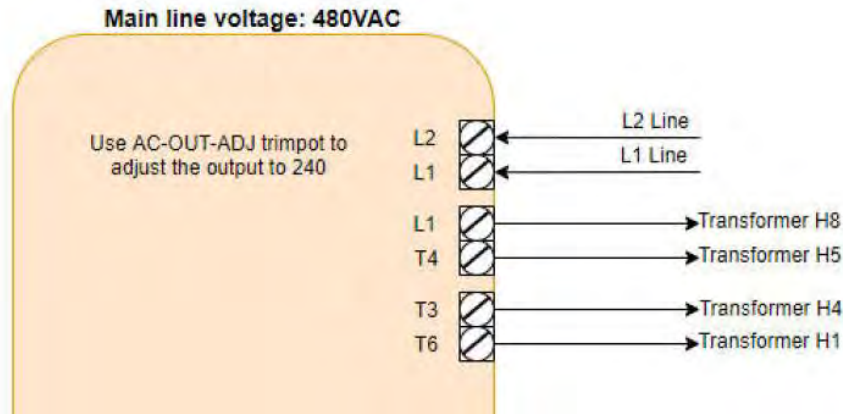 Main line voltage: 480VAC
Use AC-OUT-ADJ trimpot to
adjust the output to 240
L2
L2 Line
L1
L1 Line
L1
Transformer H8
T4
Transformer H5
T3
Transformer H4
T6
Transformer H1